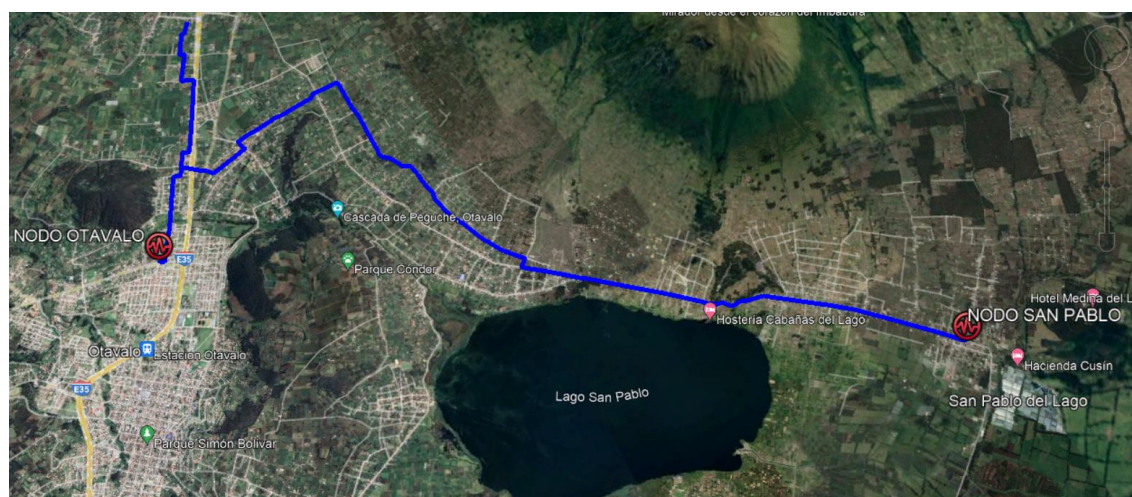 Mirador desde el corazón del Imbabura
Cascada de Peguche, Otavalo
NODO OTAVALO
E35
Parque Condor
Hotel Medina del L
Hostería Cabañas del Lago
NODO SAN PABLO
Otavalo
Estación Otavalo
Hacienda Cusín
E35
Lago San Pablo
San Pablo del Lago
Parque Simón Bolívar